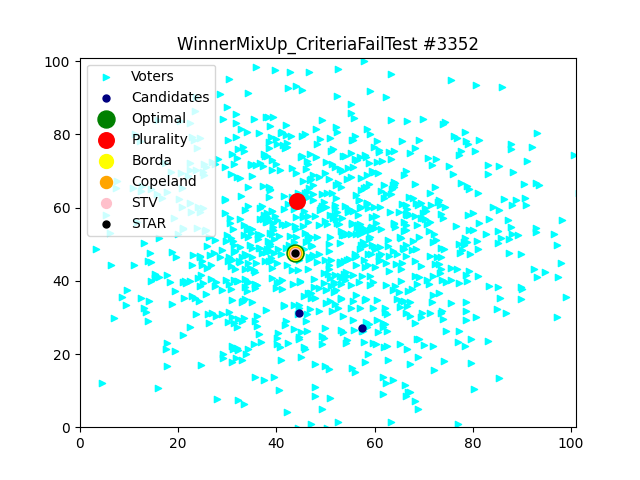 WinnerMixUp_CriteriaFailTest #3352
100
80
60
40
20
0
Voters
Candidates
Optimal
Plurality
Borda
Copeland
STV
STAR
0 20 40 60 80 100